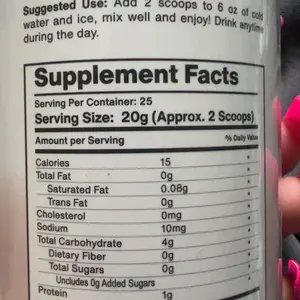 Suggested Use: Add 2 scoops to 6 oz of cold
water and ice, mix well and enjoy! Drink anytime
during the day.
Supplement Facts
Serving Per Container: 25
Serving Size: 20g (Approx. 2 Scoops)
Amount per Serving % Daily Value
Calories 15 *
Total Fat 0g *
Saturated Fat 0.08g *
Trans Fat 0g *
Cholesterol 0mg *
Sodium 10mg *
Total Carbohydrate 4g *
Dietary Fiber 0g *
Total Sugars 0g *
Uncludes 0g Added Sugars *
Protein 1g